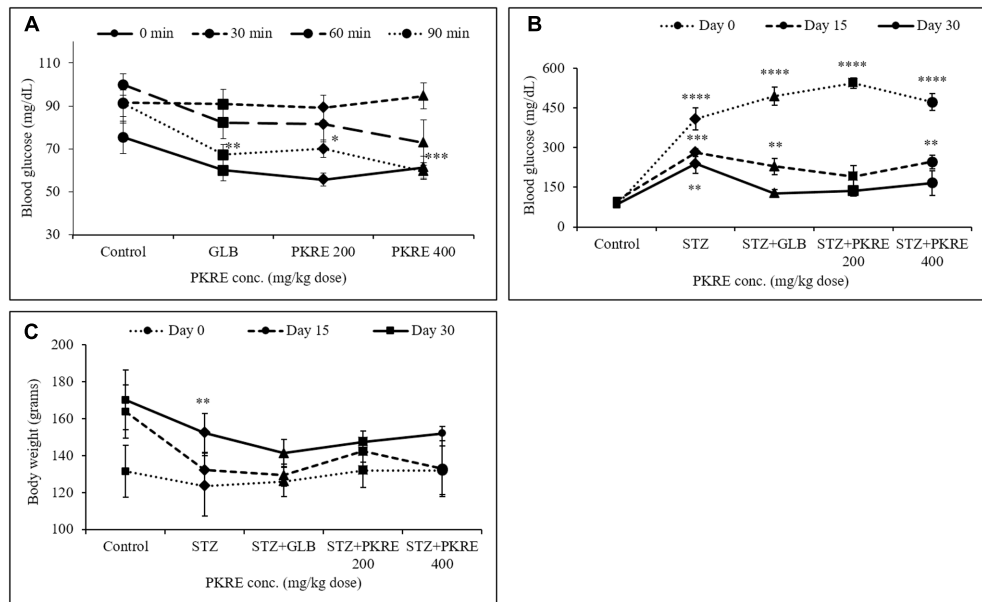 A
0 min 30 min 60 min 90 min
Blood glucose (mg/dL)
110
90
70
50
30
**
*
***
Control GLB PKRE 200 PKRE 400
PKRE conc. (mg/kg dose)
B
Day 0 Day 15 Day 30
Blood glucose (mg/dL)
600
450
300
150
0
****
****
****
****
***
**
**
**
Control STZ STZ+GLB STZ+PKRE STZ+PKRE
200 400
PKRE conc. (mg/kg dose)
C
Day 0 Day 15 Day 30
Body weight (grams)
200
180
160
140
120
100
**
Control STZ STZ+GLB STZ+PKRE STZ+PKRE
200 400
PKRE conc. (mg/kg dose)